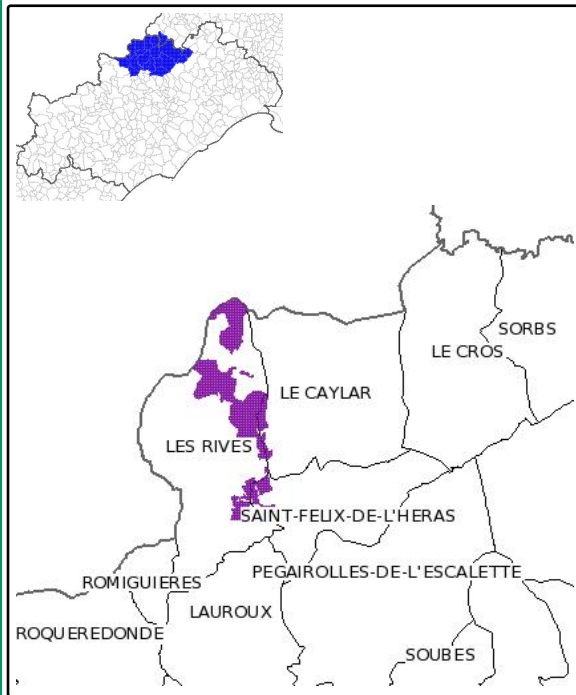 SORBS
LE CROS
LE CAYLAR
LES RIVES
SAINT-FELIX-DE-L'HERAS
PEGAIROLLES-DE-L'ESCALETTE
ROMIGUIERES
LAUROUX
ROQUEREDONDE
SOUBES